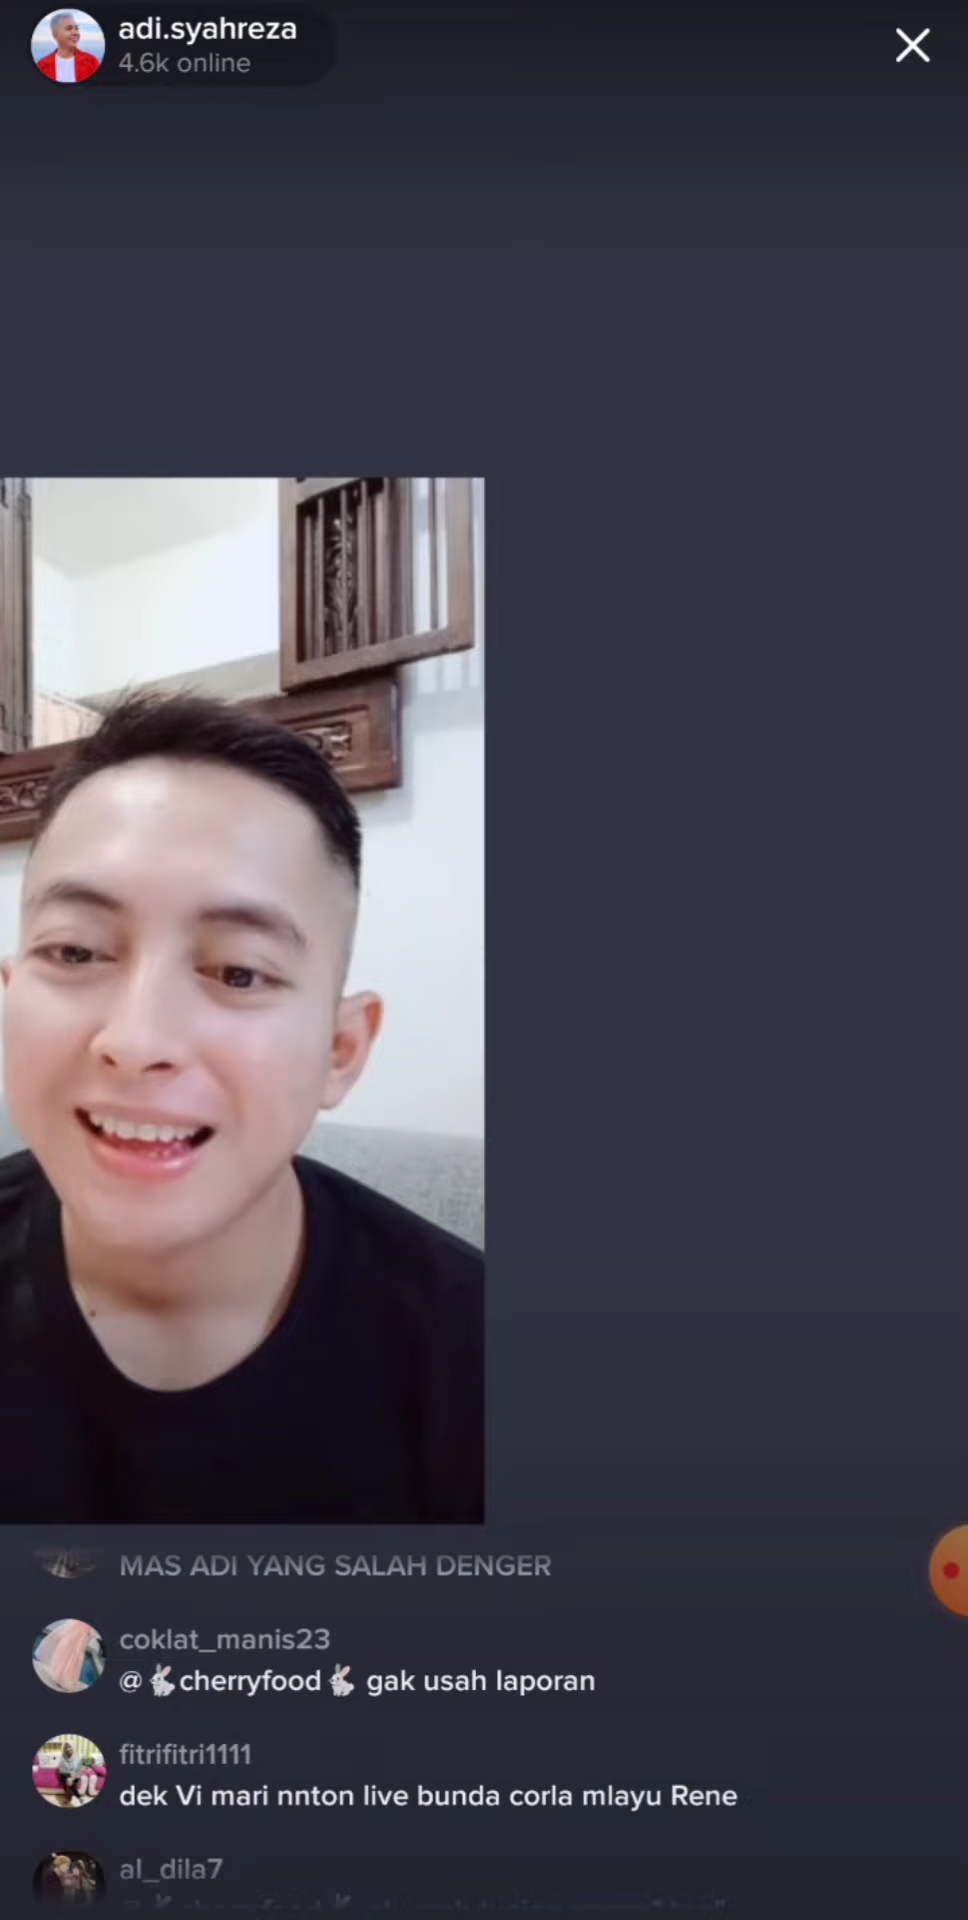 adi.syahreza
4.6k online
MAS ADI YANG SALAH DENGER
coklat_manis23
@🐇cherryfood🐇 gak usah laporan
fitrifitri1111
dek Vi mari nnton live bunda corla mlayu Rene
al_dila7